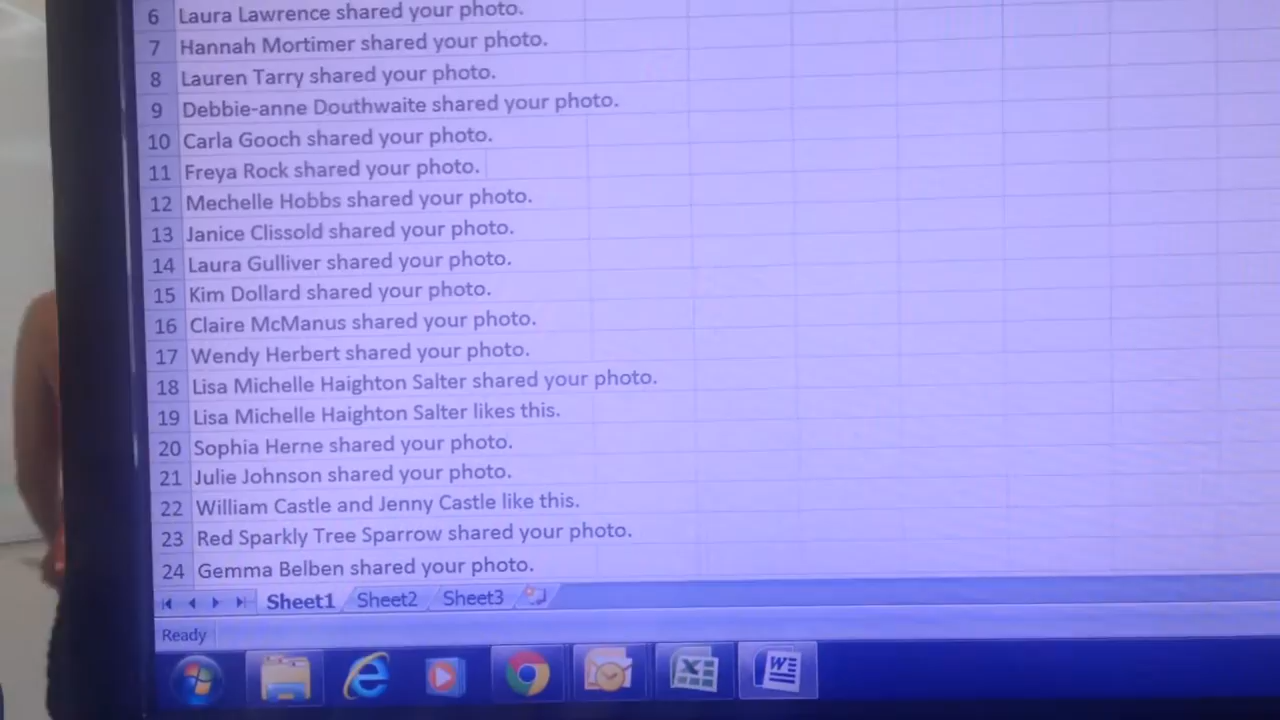 6 Laura Lawrence shared your photo.
7 Hannah Mortimer shared your photo.
8 Lauren Tarry shared your photo.
9 Debbie-anne Douthwaite shared your photo.
10 Carla Gooch shared your photo.
11 Freya Rock shared your photo.
12 Mechelle Hobbs shared your photo.
13 Janice Clissold shared your photo.
14 Laura Gulliver shared your photo.
15 Kim Dollard shared your photo.
16 Claire McManus shared your photo.
17 Wendy Herbert shared your photo.
18 Lisa Michelle Haighton Salter shared your photo.
19 Lisa Michelle Haighton Salter likes this.
20 Sophia Herne shared your photo.
21 Julie Johnson shared your photo.
22 William Castle and Jenny Castle like this.
23 Red Sparkly Tree Sparrow shared your photo.
24 Gemma Belben shared your photo.
Sheet1 Sheet2 Sheet3
Ready